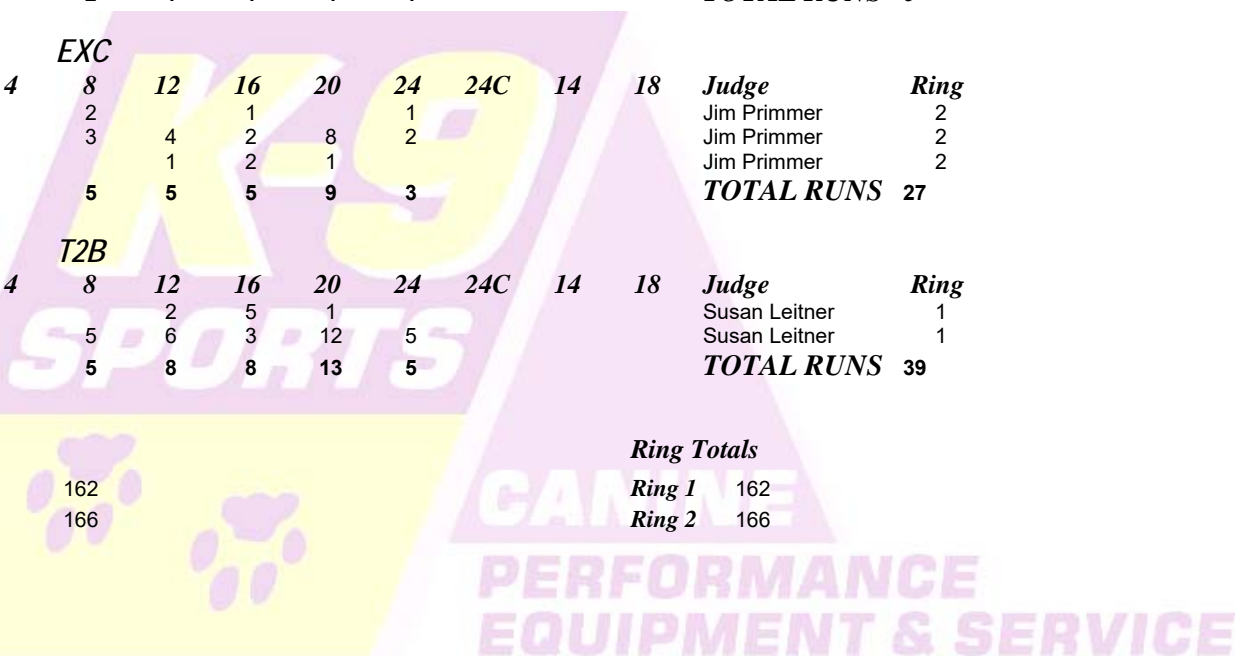 TOTAL RUNS
EXC
4 8 12 16 20 24 24C 14 18 Judge Ring
2 1 1 Jim Primmer 2
3 4 2 8 2 Jim Primmer 2
1 2 1 Jim Primmer 2
5 5 5 9 3 TOTAL RUNS 27
T2B
4 8 12 16 20 24 24C 14 18 Judge Ring
2 5 1 Susan Leitner 1
5 6 3 12 5 Susan Leitner 1
5 8 8 13 5 TOTAL RUNS 39
Ring Totals
162 Ring 1 162
166 Ring 2 166
K-9
SPORTS
CANINE
PERFORMANCE
EQUIPMENT & SERVICE